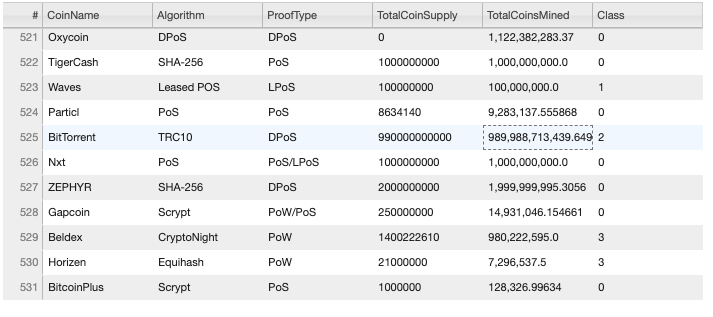 # CoinName Algorithm ProofType TotalCoinSupply TotalCoinsMined Class
521 Oxycoin DPoS DPoS 0 1,122,382,283.37 0
522 TigerCash SHA-256 PoS 1000000000 1,000,000,000.0 0
523 Waves Leased POS LPoS 100000000 100,000,000.0 1
524 Particl PoS PoS 8634140 9,283,137.555868 0
525 BitTorrent TRC10 DPoS 990000000000 989,988,713,439.649 2
526 Nxt PoS PoS/LPoS 1000000000 1,000,000,000.0 0
527 ZEPHYR SHA-256 DPoS 2000000000 1,999,999,995.3056 0
528 Gapcoin Scrypt PoW/PoS 250000000 14,931,046.154661 0
529 Beldex CryptoNight PoW 1400222610 980,222,595.0 3
530 Horizen Equihash PoW 21000000 7,296,537.5 3
531 BitcoinPlus Scrypt PoS 1000000 128,326.99634 0